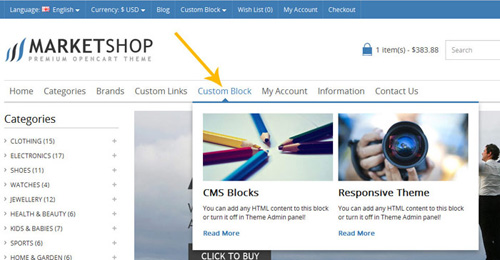 Language: English Currency: $ USD Blog Custom Block Wish List (0) My Account Checkout
MARKETSHOP
PREMIUM OPENCART THEME
1 item(s) - $383.88
Search
Home Categories Brands Custom Links Custom Block My Account Information Contact Us
Categories
CLOTHING (15) +
ELECTRONICS (17) +
SHOES (11) +
WATCHES (4) +
JEWELLERY (12) +
HEALTH & BEAUTY (6) +
KIDS & BABIES (7) +
SPORTS (6) +
HOME & GARDEN (6) +
CMS Blocks
You can add any HTML content to this block
or turn it off in Theme Admin panel!
Read More
Responsive Theme
You can add any HTML content to this block
or turn it off in Theme Admin panel!
Read More
CLICK TO BUY